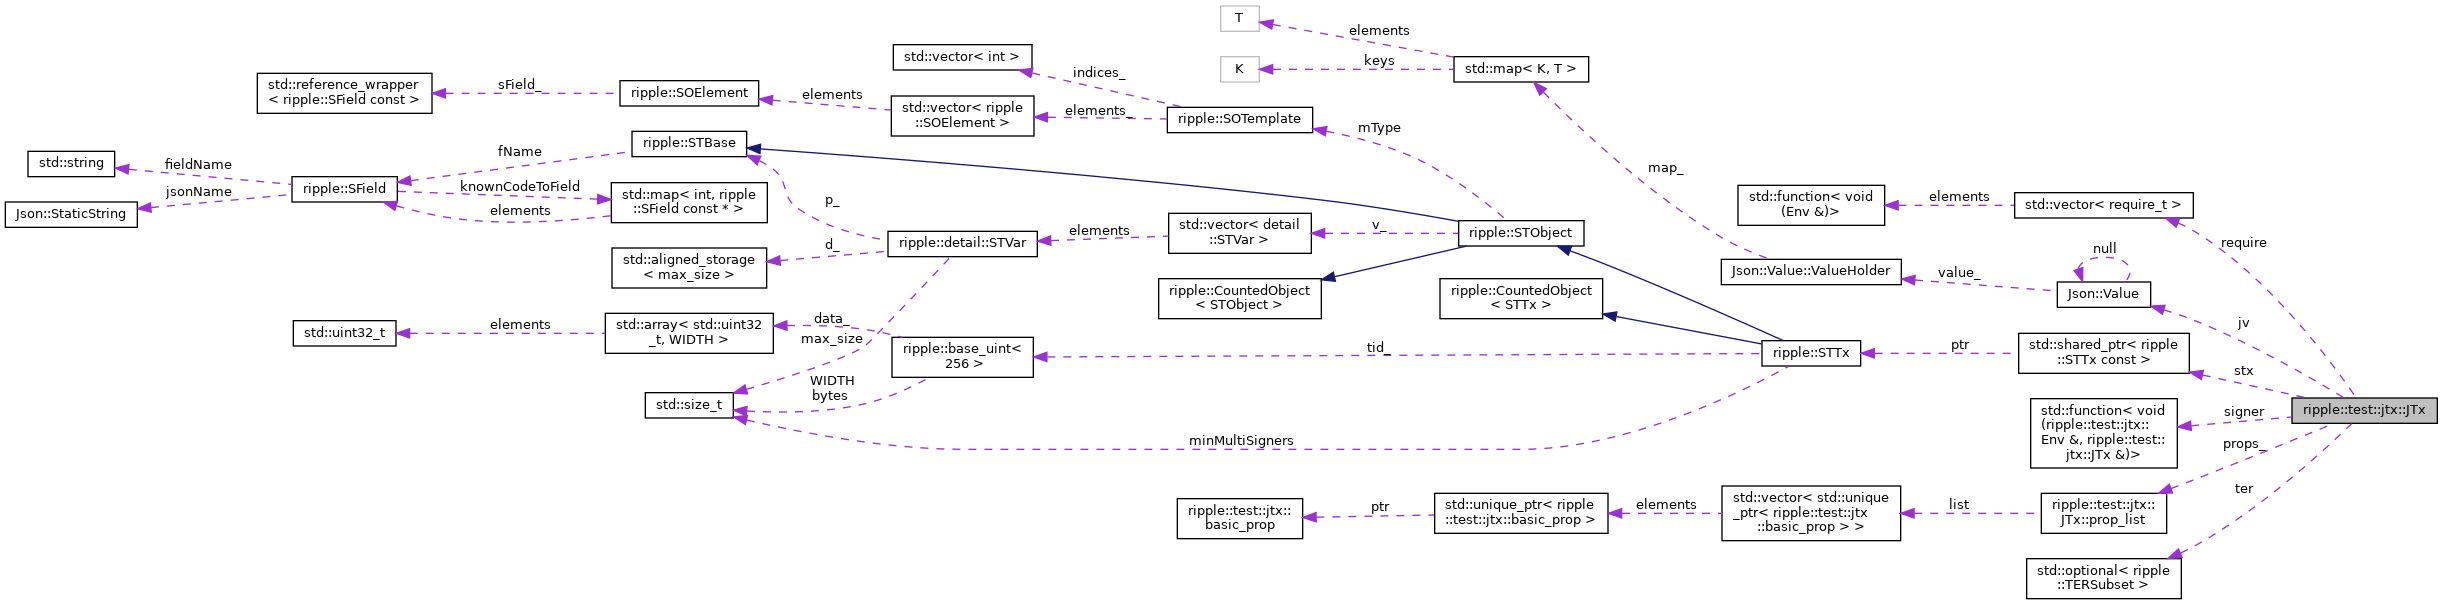 T
elements
K
keys
std::map< K, T >
std::vector< int >
indices_
std::reference_wrapper
< ripple::SField const >
sField_
ripple::SOElement
elements
std::vector< ripple
::SOElement >
elements_
ripple::SOTemplate
mType
map_
std::string
fieldName
Json::StaticString
jsonName
ripple::SField
fName
ripple::STBase
knownCodeToField
elements
std::map< int, ripple
::SField const * >
p_
d_
std::aligned_storage
< max_size >
ripple::detail::STVar
elements
std::vector< detail
::STVar >
v_
ripple::STObject
ripple::CountedObject
< STObject >
ripple::CountedObject
< STTx >
std::function< void
(Env &)>
elements
std::vector< require_t >
require
Json::Value::ValueHolder
value_
null
Json::Value
jv
std::uint32_t
elements
std::array< std::uint32
_t, WIDTH >
data_
max_size
ripple::base_uint<
256 >
tid_
ripple::STTx
ptr
std::shared_ptr< ripple
::STTx const >
stx
WIDTH
bytes
std::size_t
minMultiSigners
std::function< void
(ripple::test::jtx::
Env &, ripple::test::
jtx::JTx &)>
signer
ripple::test::jtx::JTx
props_
ter
ripple::test::jtx::
basic_prop
ptr
std::unique_ptr< ripple
::test::jtx::basic_prop >
elements
std::vector< std::unique
_ptr< ripple::test::jtx
::basic_prop > >
list
ripple::test::jtx::
JTx::prop_list
std::optional< ripple
::TERSubset >